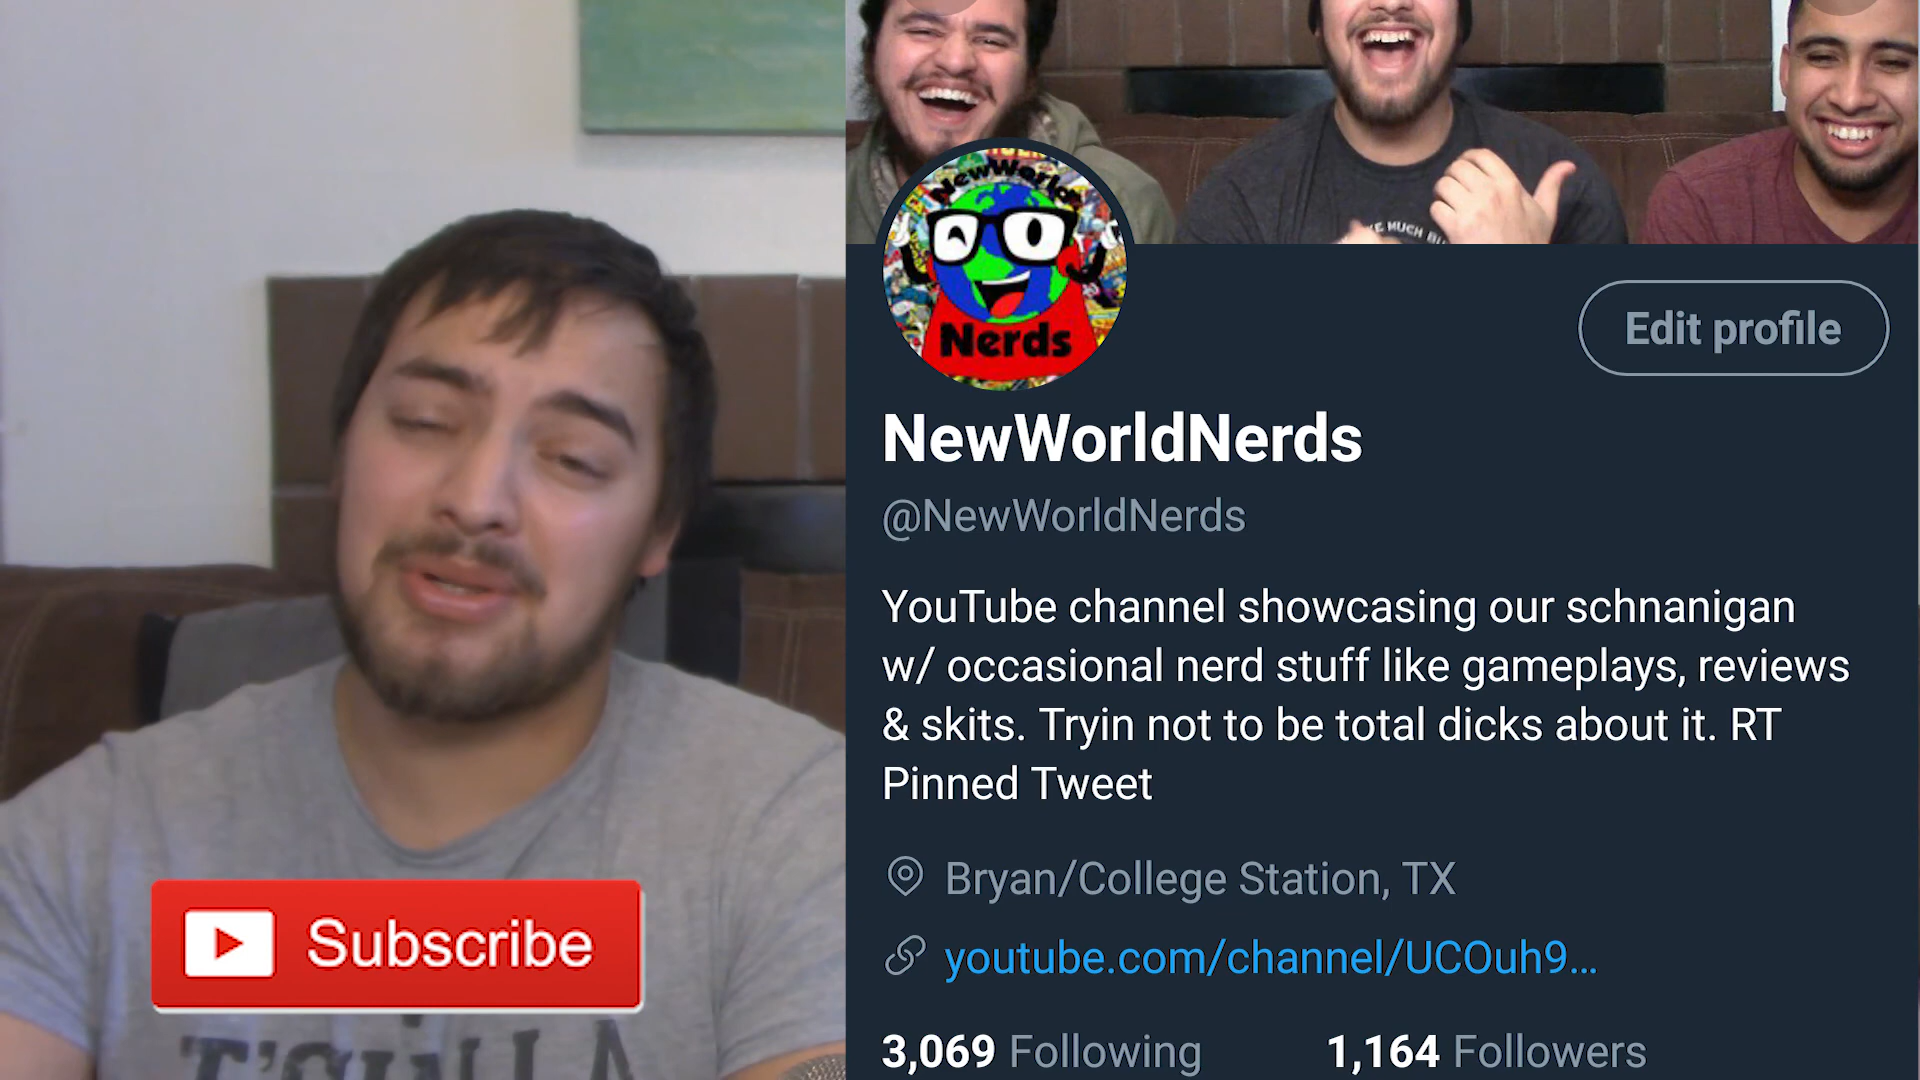 NewWorld
Nerds
Edit profile
NewWorldNerds
@NewWorldNerds
YouTube channel showcasing our schnanigan
w/ occasional nerd stuff like gameplays, reviews
& skits. Tryin not to be total dicks about it. RT
Pinned Tweet
Bryan/College Station, TX
youtube.com/channel/UCOuh9...
3,069 Following
1,164 Followers
Subscribe
MUCH